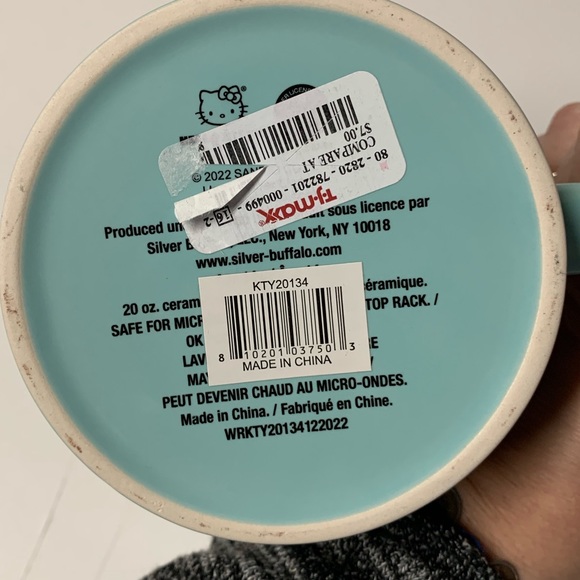 © 2022 SAN
COMPARE AT
$7.00
80 - 2820 - 782201 - 000499 -
T.J.maxx
16-2
Produced un sous licence par
Silver B New York, NY 10018
www.silver-buffalo.com
KTY20134
8 10201 03750 3
MADE IN CHINA
20 oz. ceram céramique.
SAFE FOR MICR TOP RACK. /
OK RE
LAV
MA Y
PEUT DEVENIR CHAUD AU MICRO-ONDES.
Made in China. / Fabriqué en Chine.
WRKTY20134122022